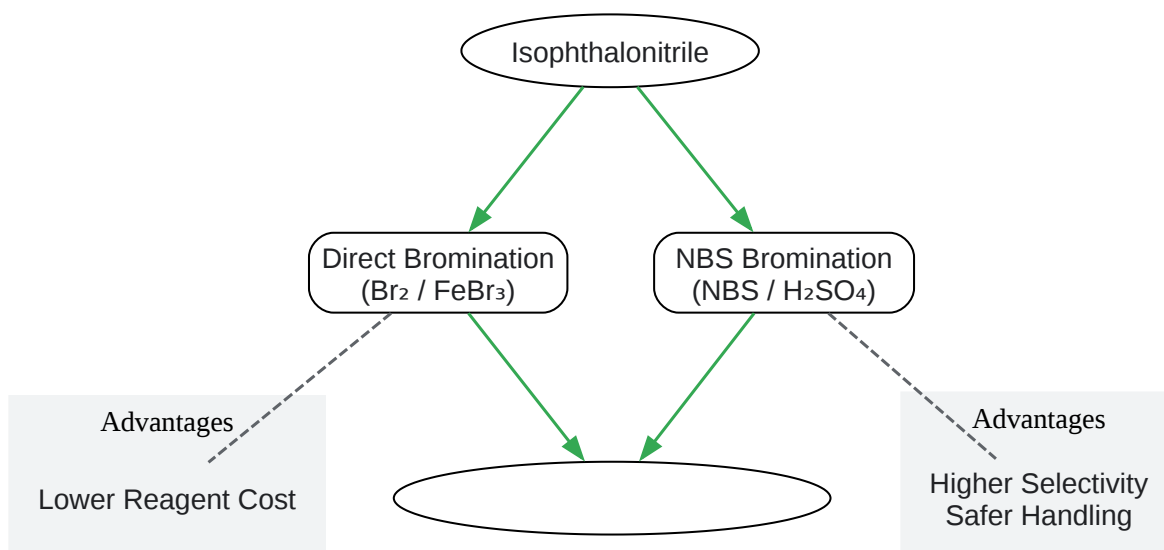 Isophthalonitrile
Direct Bromination
(Br₂ / FeBr₃)
NBS Bromination
(NBS / H₂SO₄)
Advantages
Lower Reagent Cost
Advantages
Higher Selectivity
Safer Handling